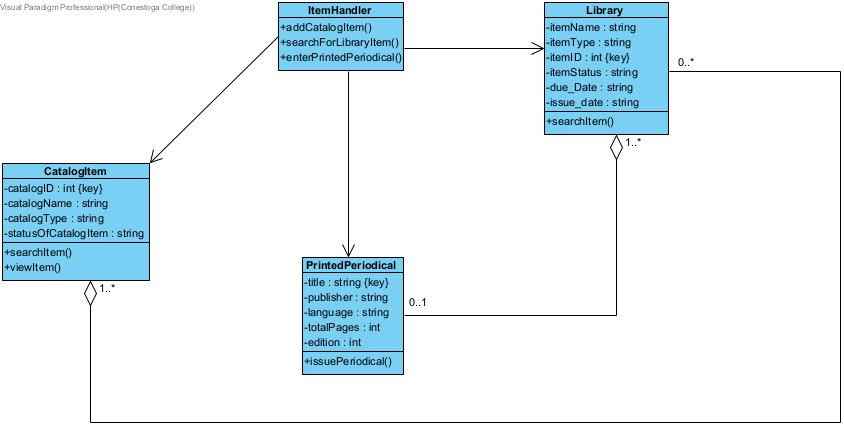 Visual Paradigm Professional(HP(Conestoga College))
ItemHandler
+addCatalogItem()
+searchForLibraryItem()
+enterPrintedPeriodical()
Library
-itemName : string
-itemType : string
-itemID : int {key}
-itemStatus : string
-due_Date : string
-issue_date : string
+searchItem()
0..*
1..*
CatalogItem
-catalogID : int {key}
-catalogName : string
-catalogType : string
-statusOfCatalogItem : string
+searchItem()
+viewItem()
1..*
PrintedPeriodical
-title : string {key}
-publisher : string
-language : string
-totalPages : int
-edition : int
+issuePeriodical()
0..1